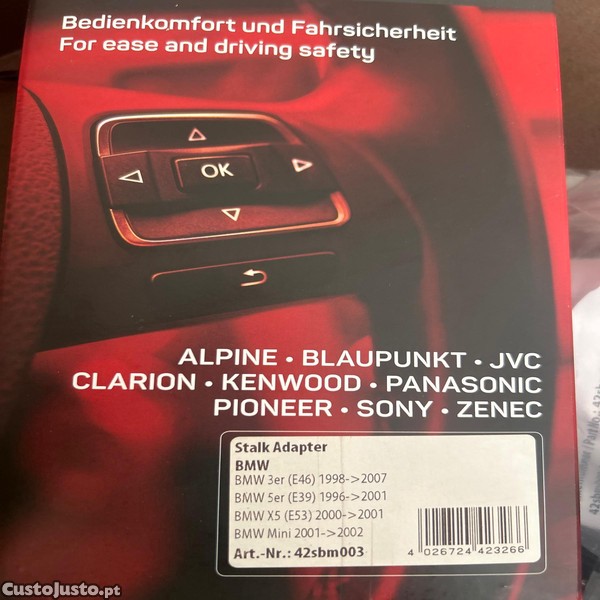 Bedienkomfort und Fahrsicherheit
For ease and driving safety
OK
ALPINE • BLAUPUNKT • JVC
CLARION • KENWOOD • PANASONIC
PIONEER • SONY • ZENEC
Stalk Adapter
BMW
BMW 3er (E46) 1998->2007
BMW 5er (E39) 1996->2001
BMW X5 (E53) 2000->2001
BMW Mini 2001->2002
Art.-Nr.: 42sbm003
4 026724 423266
CustoJusto.pt